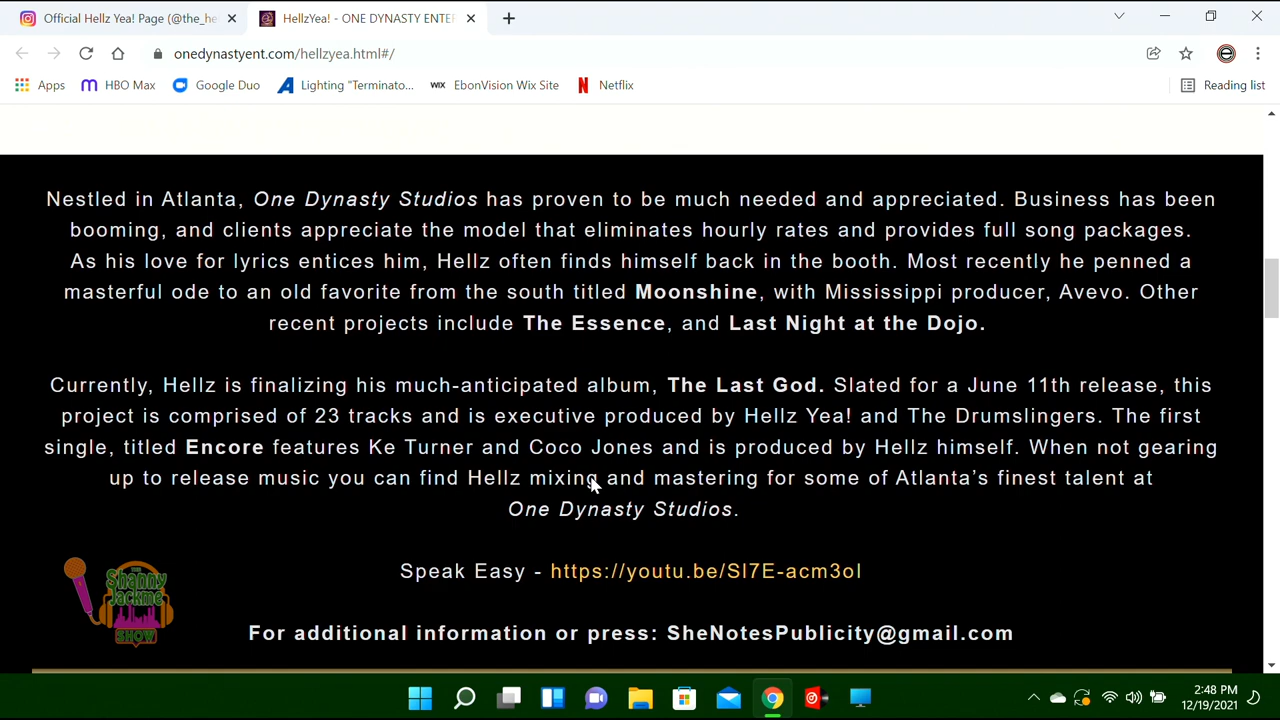 Official Hellz Yea! Page (@the_he
HellzYea! - ONE DYNASTY ENTER
onedynastyent.com/hellzyea.html#/
Apps
HBO Max
Google Duo
Lighting "Terminato...
WIX EbonVision Wix Site
Netflix
Reading list
Nestled in Atlanta, One Dynasty Studios has proven to be much needed and appreciated. Business has been
booming, and clients appreciate the model that eliminates hourly rates and provides full song packages.
As his love for lyrics entices him, Hellz often finds himself back in the booth. Most recently he penned a
masterful ode to an old favorite from the south titled Moonshine, with Mississippi producer, Avevo. Other
recent projects include The Essence, and Last Night at the Dojo.
Currently, Hellz is finalizing his much-anticipated album, The Last God. Slated for a June 11th release, this
project is comprised of 23 tracks and is executive produced by Hellz Yea! and The Drumslingers. The first
single, titled Encore features Ke Turner and Coco Jones and is produced by Hellz himself. When not gearing
up to release music you can find Hellz mixing and mastering for some of Atlanta's finest talent at
One Dynasty Studios.
Speak Easy - https://youtu.be/SI7E-acm3oI
For additional information or press: SheNotesPublicity@gmail.com
THE
Shanny
Jackme
SHOW
2:48 PM
12/19/2021